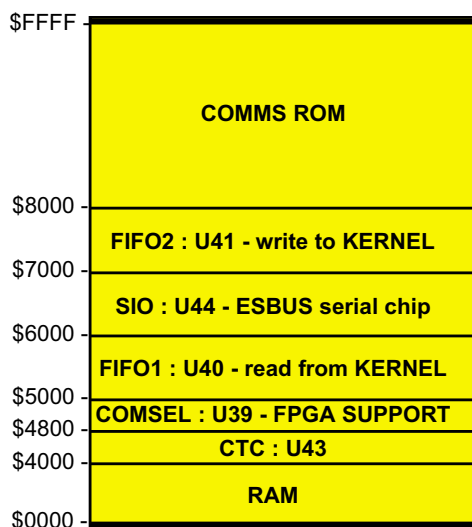 $FFFF
COMMS ROM
$8000
FIFO2 : U41 - write to KERNEL
$7000
SIO : U44 - ESBUS serial chip
$6000
FIFO1 : U40 - read from KERNEL
$5000
COMSEL : U39 - FPGA SUPPORT
$4800
CTC : U43
$4000
RAM
$0000